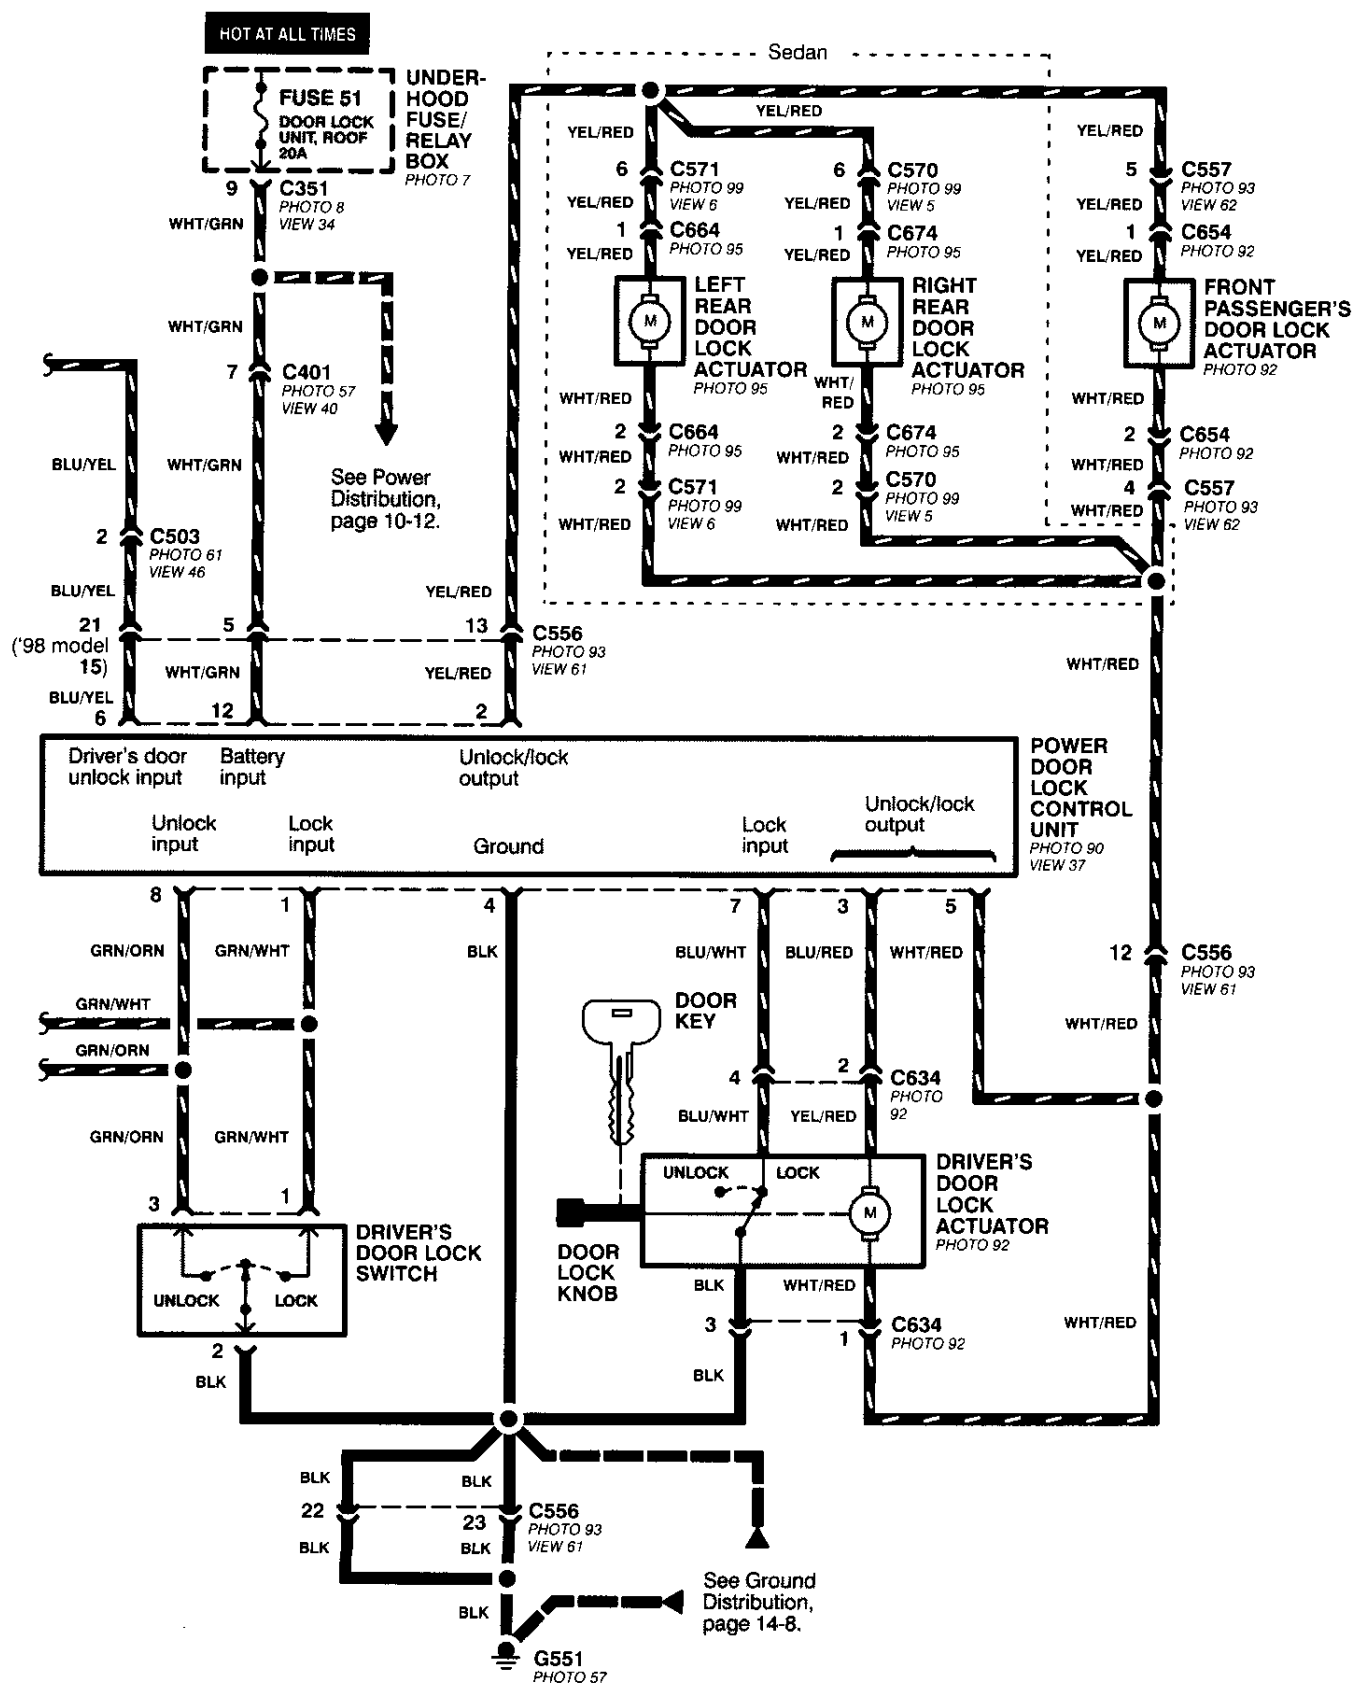 HOT AT ALL TIMES
FUSE 51
DOOR LOCK
UNIT, ROOF
20A
UNDER-
HOOD
FUSE/
RELAY
BOX
PHOTO 7
9
C351
PHOTO 8
VIEW 34
WHT/GRN
WHT/GRN
7
C401
PHOTO 57
VIEW 40
WHT/GRN
See Power
Distribution,
page 10-12.
BLU/YEL
2
C503
PHOTO 61
VIEW 46
BLU/YEL
21
('98 model
15)
BLU/YEL
6
5
WHT/GRN
12
YEL/RED
13
C556
PHOTO 93
VIEW 61
YEL/RED
2
Sedan
YEL/RED
YEL/RED
YEL/RED
6
C571
PHOTO 99
VIEW 6
6
C570
PHOTO 99
VIEW 5
5
C557
PHOTO 93
VIEW 62
YEL/RED
YEL/RED
YEL/RED
1
C664
PHOTO 95
1
C674
PHOTO 95
1
C654
PHOTO 92
YEL/RED
YEL/RED
YEL/RED
M
LEFT
REAR
DOOR
LOCK
ACTUATOR
PHOTO 95
M
RIGHT
REAR
DOOR
LOCK
ACTUATOR
PHOTO 95
M
FRONT
PASSENGER'S
DOOR LOCK
ACTUATOR
PHOTO 92
WHT/RED
WHT/
RED
WHT/RED
2
C664
PHOTO 95
2
C674
PHOTO 95
2
C654
PHOTO 92
WHT/RED
WHT/RED
WHT/RED
2
C571
PHOTO 99
VIEW 6
2
C570
PHOTO 99
VIEW 5
4
C557
PHOTO 93
VIEW 62
WHT/RED
WHT/RED
WHT/RED
WHT/RED
Driver's door
unlock input
Battery
input
Unlock/lock
output
Unlock
input
Lock
input
Ground
Lock
input
Unlock/lock
output
POWER
DOOR
LOCK
CONTROL
UNIT
PHOTO 90
VIEW 37
8
1
4
7
3
5
GRN/ORN
GRN/WHT
BLK
BLU/WHT
BLU/RED
WHT/RED
12
C556
PHOTO 93
VIEW 61
GRN/WHT
GRN/ORN
DOOR
KEY
WHT/RED
4
2
C634
PHOTO
92
GRN/ORN
GRN/WHT
BLU/WHT
YEL/RED
3
1
UNLOCK
LOCK
M
DRIVER'S
DOOR
LOCK
ACTUATOR
PHOTO 92
DRIVER'S
DOOR LOCK
SWITCH
UNLOCK
LOCK
DOOR
LOCK
KNOB
BLK
WHT/RED
3
1
C634
PHOTO 92
WHT/RED
2
BLK
BLK
BLK
BLK
22
23
C556
PHOTO 93
VIEW 61
BLK
BLK
See Ground
Distribution,
page 14-8.
BLK
G551
PHOTO 57